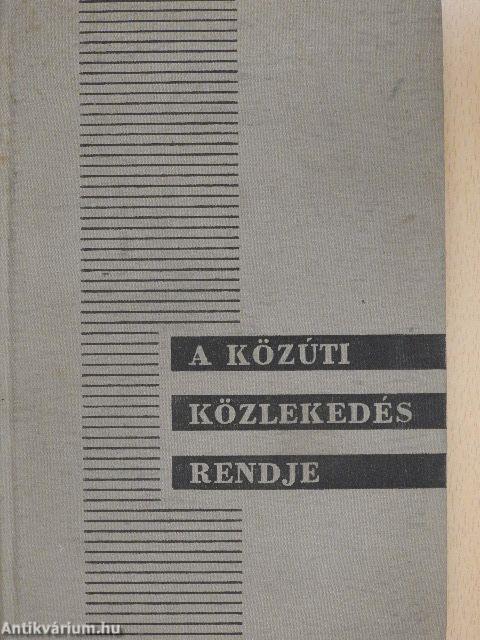 A KÖZÚTI
KÖZLEKEDÉS
RENDJE
Antikvárium.hu